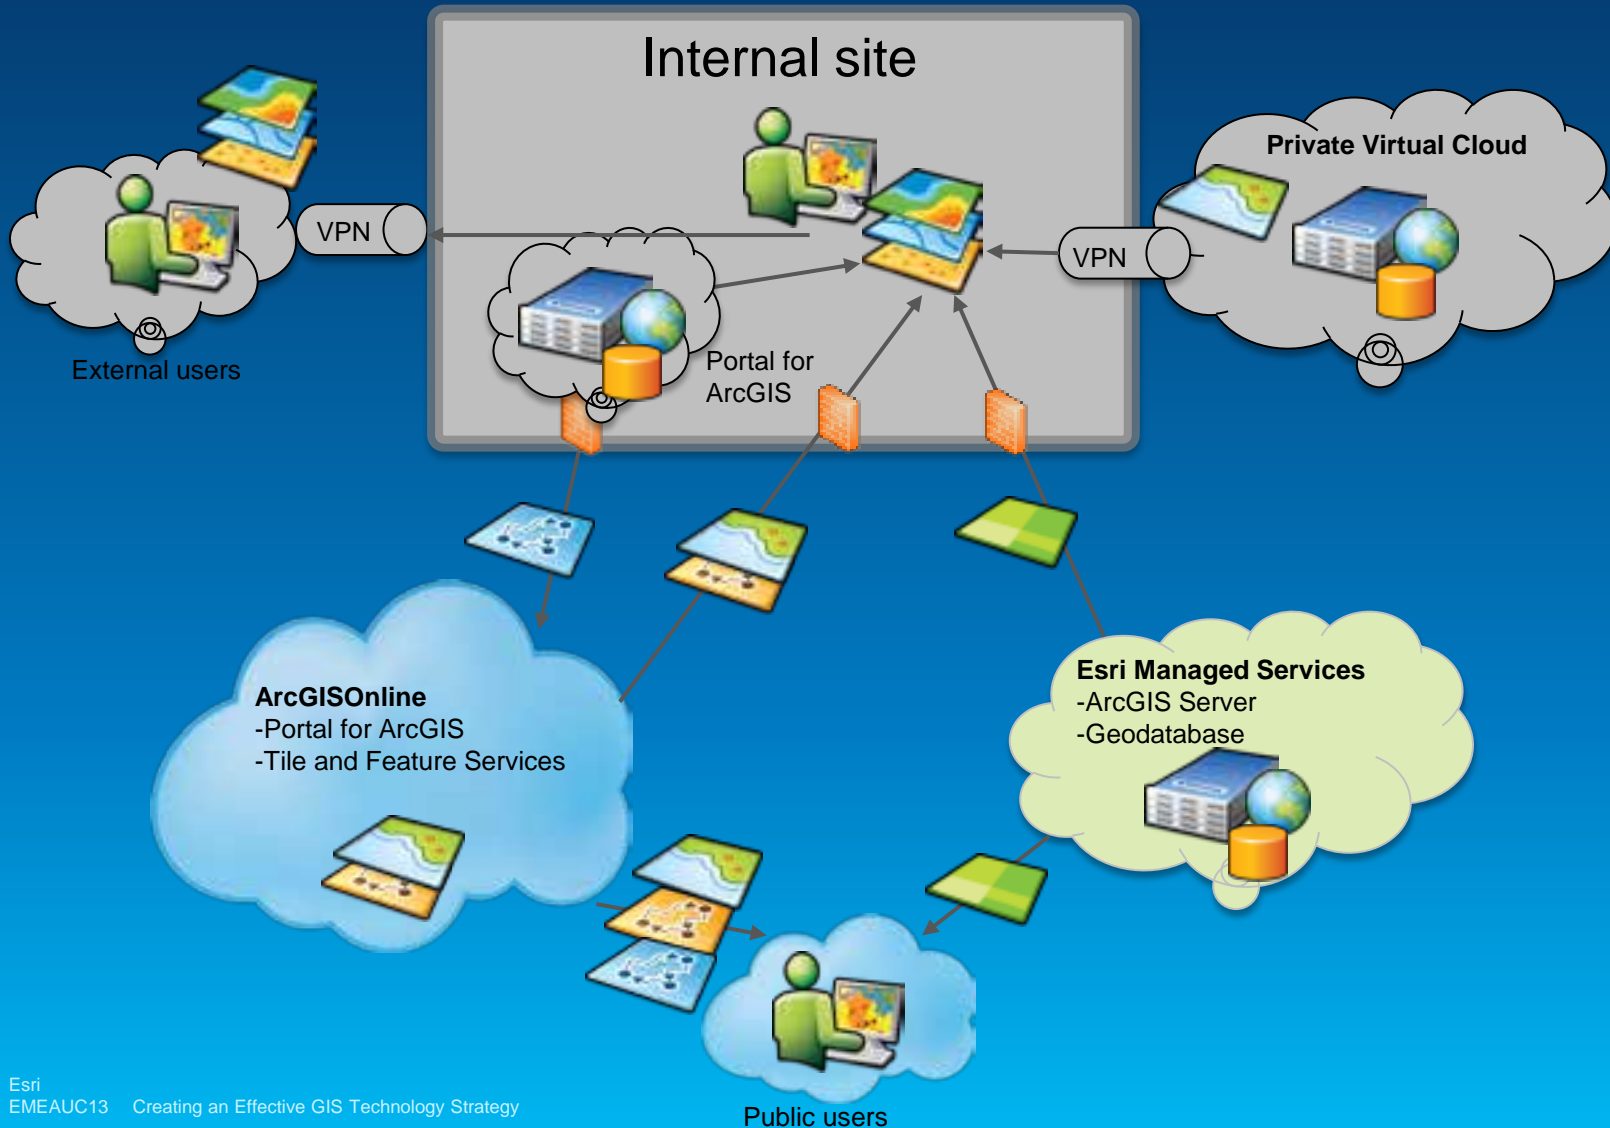 Internal site
Private Virtual Cloud
VPN
VPN
External users
Portal for
ArcGIS
ArcGISOnline
-Portal for ArcGIS
-Tile and Feature Services
Esri Managed Services
-ArcGIS Server
-Geodatabase
Public users
Esri
EMEAUC13 Creating an Effective GIS Technology Strategy